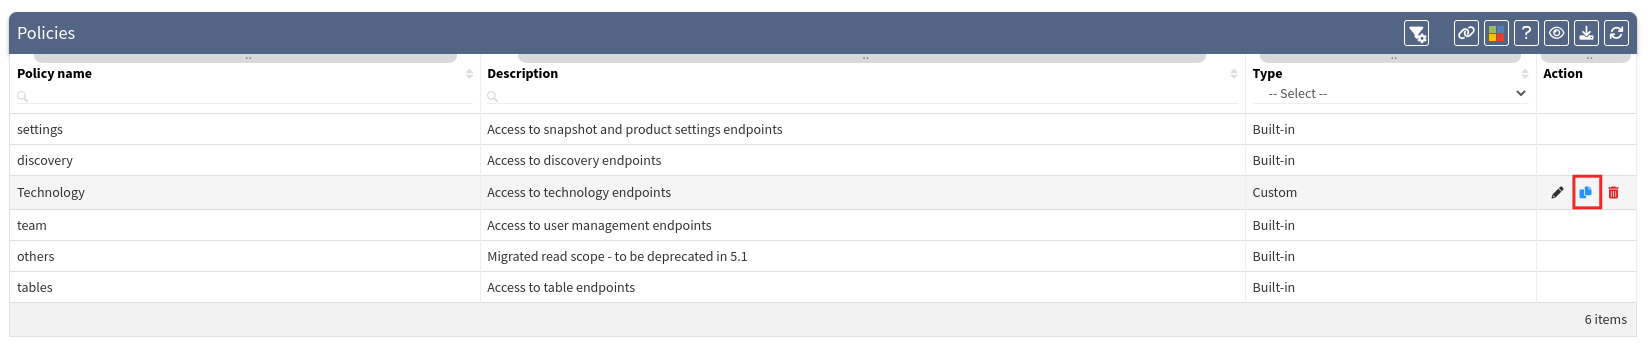 Policies
?
Policy name Description Type Action
-- Select --
settings Access to snapshot and product settings endpoints Built-in
discovery Access to discovery endpoints Built-in
Technology Access to technology endpoints Custom
team Access to user management endpoints Built-in
others Migrated read scope - to be deprecated in 5.1 Built-in
tables Access to table endpoints Built-in
6 items